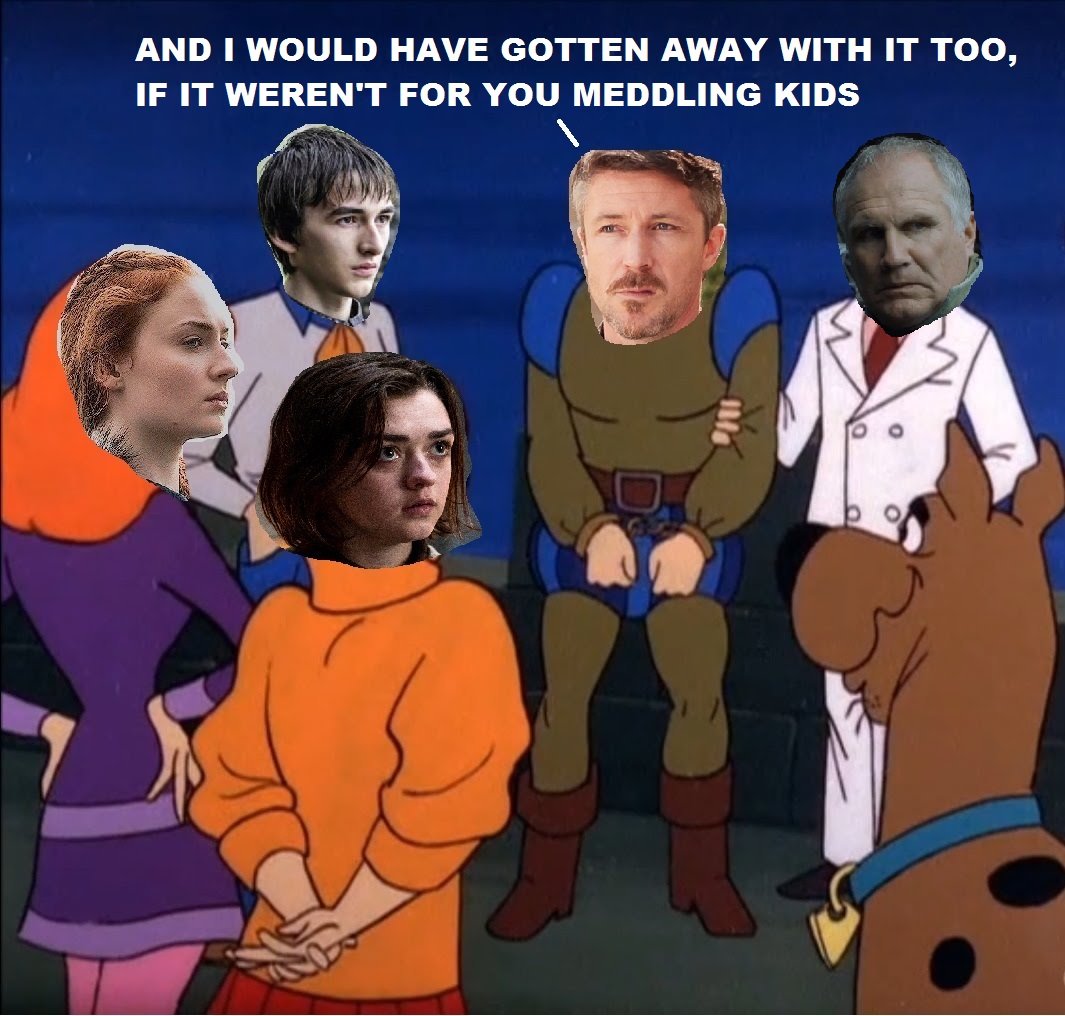 AND I WOULD HAVE GOTTEN AWAY WITH IT TOO,
IF IT WEREN'T FOR YOU MEDDLING KIDS